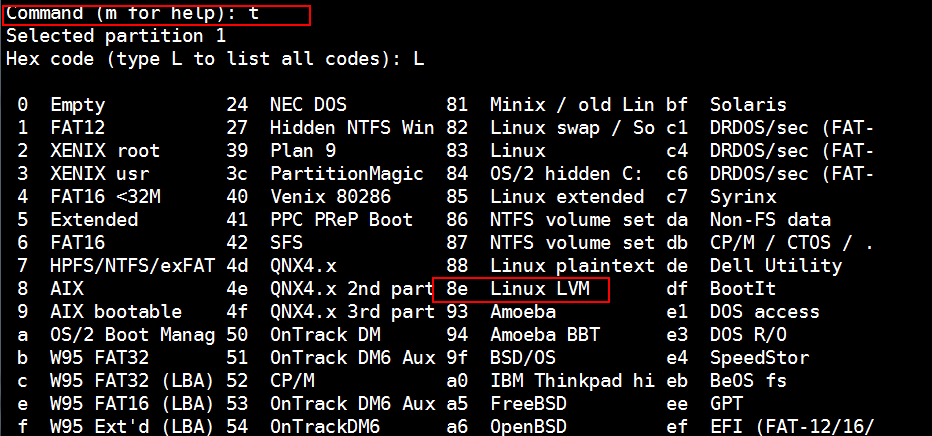 Command (m for help): t
Selected partition 1
Hex code (type L to list all codes): L
0 Empty 24 NEC DOS 81 Minix / old Lin bf Solaris
1 FAT12 27 Hidden NTFS Win 82 Linux swap / So c1 DRDOS/sec (FAT-
2 XENIX root 39 Plan 9 83 Linux c4 DRDOS/sec (FAT-
3 XENIX usr 3c PartitionMagic 84 OS/2 hidden C: c6 DRDOS/sec (FAT-
4 FAT16 <32M 40 Venix 80286 85 Linux extended c7 Syrinx
5 Extended 41 PPC PReP Boot 86 NTFS volume set da Non-FS data
6 FAT16 42 SFS 87 NTFS volume set db CP/M / CTOS / .
7 HPFS/NTFS/exFAT 4d QNX4.x 88 Linux plaintext de Dell Utility
8 AIX 4e QNX4.x 2nd part 8e Linux LVM df BootIt
9 AIX bootable 4f QNX4.x 3rd part 93 Amoeba e1 DOS access
a OS/2 Boot Manag 50 OnTrack DM 94 Amoeba BBT e3 DOS R/O
b W95 FAT32 51 OnTrack DM6 Aux 9f BSD/OS e4 SpeedStor
c W95 FAT32 (LBA) 52 CP/M a0 IBM Thinkpad hi eb BeOS fs
e W95 FAT16 (LBA) 53 OnTrack DM6 Aux a5 FreeBSD ee GPT
f W95 Ext'd (LBA) 54 OnTrackDM6 a6 OpenBSD ef EFI (FAT-12/16/